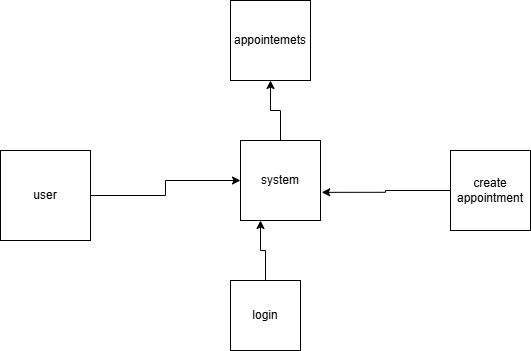 appointemets
system
user
create
appointment
login